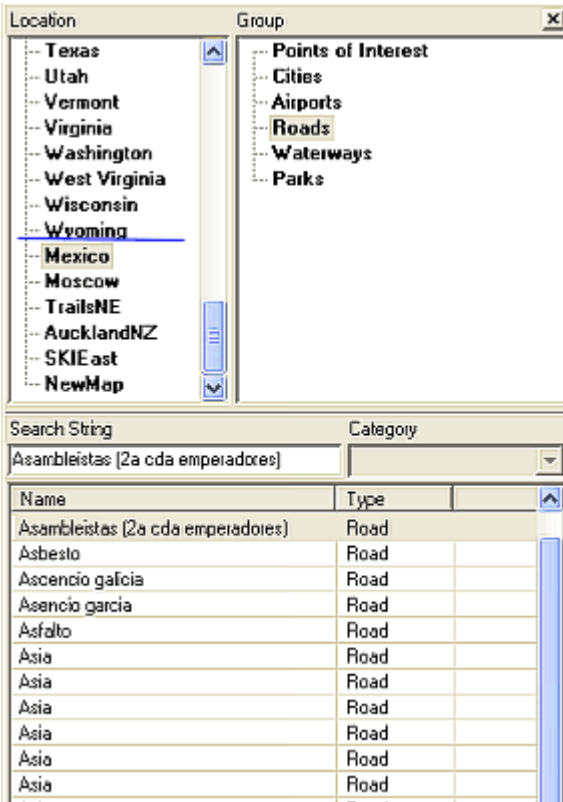 Location
Texas
Utah
Vermont
Virginia
Washington
West Virginia
Wisconsin
Wyoming
Mexico
Moscow
TrailsNE
AucklandNZ
SKIEast
NewMap
Group
Points of Interest
Cities
Airports
Roads
Waterways
Parks
Search String
Asambleistas (2a cda emperadores)
Category
Name Type
Asambleistas (2a cda emperadores) Road
Asbesto Road
Ascencio galicia Road
Asencio garcia Road
Asfalto Road
Asia Road
Asia Road
Asia Road
Asia Road
Asia Road
Asia Road